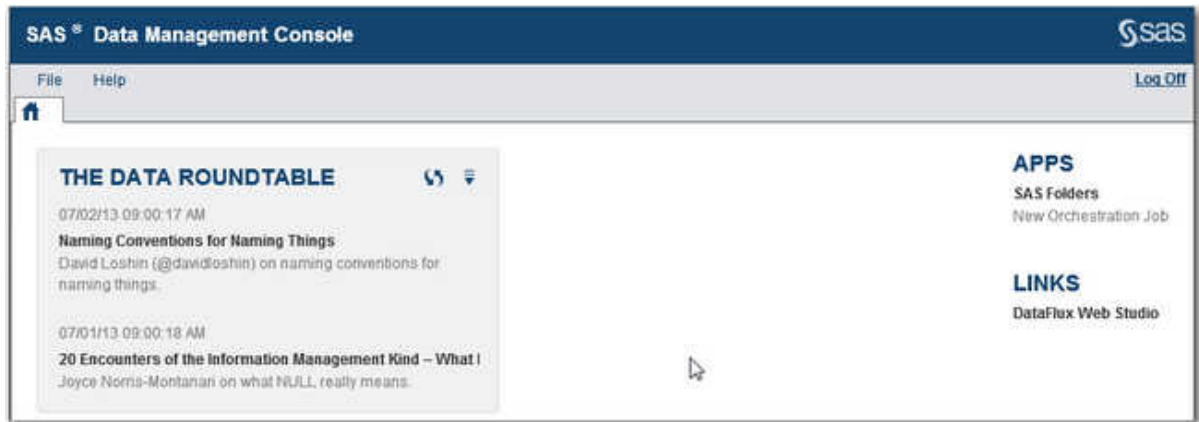 SAS ® Data Management Console
sas
File Help
Log Off
THE DATA ROUNDTABLE
07/02/13 09:00:17 AM
Naming Conventions for Naming Things
David Loshin (@davidloshin) on naming conventions for
naming things.
07/01/13 09:00:18 AM
20 Encounters of the Information Management Kind – What I
Joyce Norris-Montanari on what NULL really means.
APPS
SAS Folders
New Orchestration Job
LINKS
DataFlux Web Studio